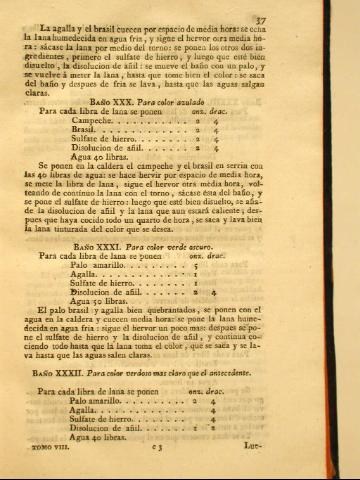 37
La agalla y el brasil cuecen por espacio de media hora: se echa
la lana humedecida en agua fria, y sigue el hervor otra media ho-
ra: sácase la lana por medio del torno: se ponen los otros dos in-
gredientes, primero el sulfate de hierro, y luego que esté bien
disuelto, la disolucion de añil: se mueve el baño con un palo, y
se vuelve á meter la lana, hasta que tome bien el color: se saca
del baño y despues de fria se lava, hasta que las aguas salgan
claras.
BAÑO XXX. Para color azulado
Para cada libra de lana se ponen onz. drac.
Campeche. . . . . . . . . . . 2 4
Brasil. . . . . . . . . . . . . 2 4
Sulfate de hierro. . . . . . . . 2 4
Disolucion de añil. . . . . . . . 2 4
Agua 40 libras.
Se ponen en la caldera el campeche y el brasil en serrin con
las 40 libras de agua: se hace hervir por espacio de media hora,
se mete la libra de lana, sigue el hervor otra media hora, vol-
teando de contínuo la lana con el torno, sácase ésta del baño, y
se pone el sulfate de hierro: luego que esté bien disuelto, se aña-
de la disolucion de añil y la lana que aun estará caliente; des-
pues que haya cocido todo un quarto de hora, se saca y lava bien
la lana tinturada del color que se desea.
BAÑO XXXI. Para color verde oscuro.
Para cada libra de lana se ponen onz. drac.
Palo amarillo. . . . . . . . . . 5
Agalla. . . . . . . . . . . . . 1
Sulfate de hierro. . . . . . . . 1
Disolucion de añil. . . . . . . . 2 4
Agua 50 libras.
El palo brasil y agalla bien quebrantados, se ponen con el
agua en la caldera y cuecen media hora: se pone la lana hume-
decida en agua fria: sigue el hervor un poco mas: despues se po-
ne el sulfate de hierro y la disolucion de añil, y continua co-
ciendo todo hasta que la lana toma el color, que se saca y se la-
va hasta que las aguas salen claras.
BAÑO XXXII. Para color verdoso mas claro que el antecedente.
Para cada libra de lana se ponen onz. drac.
Palo amarillo. . . . . . . . . . 2 4
Agalla. . . . . . . . . . . . . 4
Sulfate de hierro. . . . . . . . 4
Disolucion de añil. . . . . . . . 1 2
Agua 40 libras.
TOMO VIII. c 3 Lue-